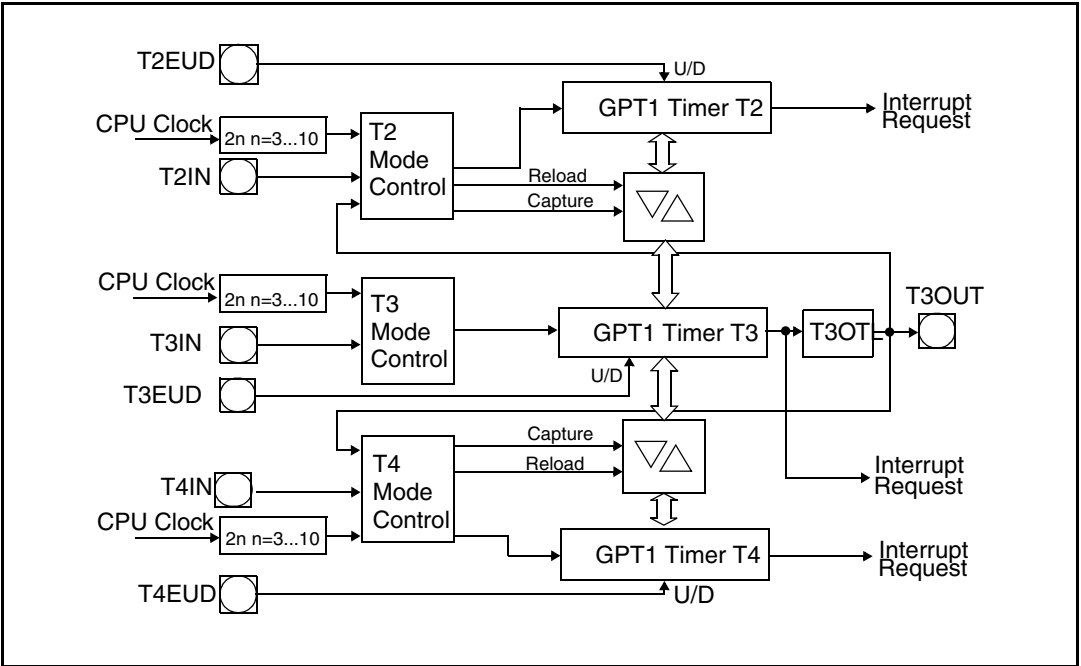 T2EUD
U/D
GPT1 Timer T2
Interrupt
Request
CPU Clock
2n n=3...10
T2
Mode
Control
T2IN
Reload
Capture
CPU Clock
2n n=3...10
T3
Mode
Control
T3IN
GPT1 Timer T3
T3OTL
T3OUT
U/D
T3EUD
Capture
Reload
T4
Mode
Control
T4IN
Interrupt
Request
CPU Clock
2n n=3...10
GPT1 Timer T4
Interrupt
Request
T4EUD
U/D